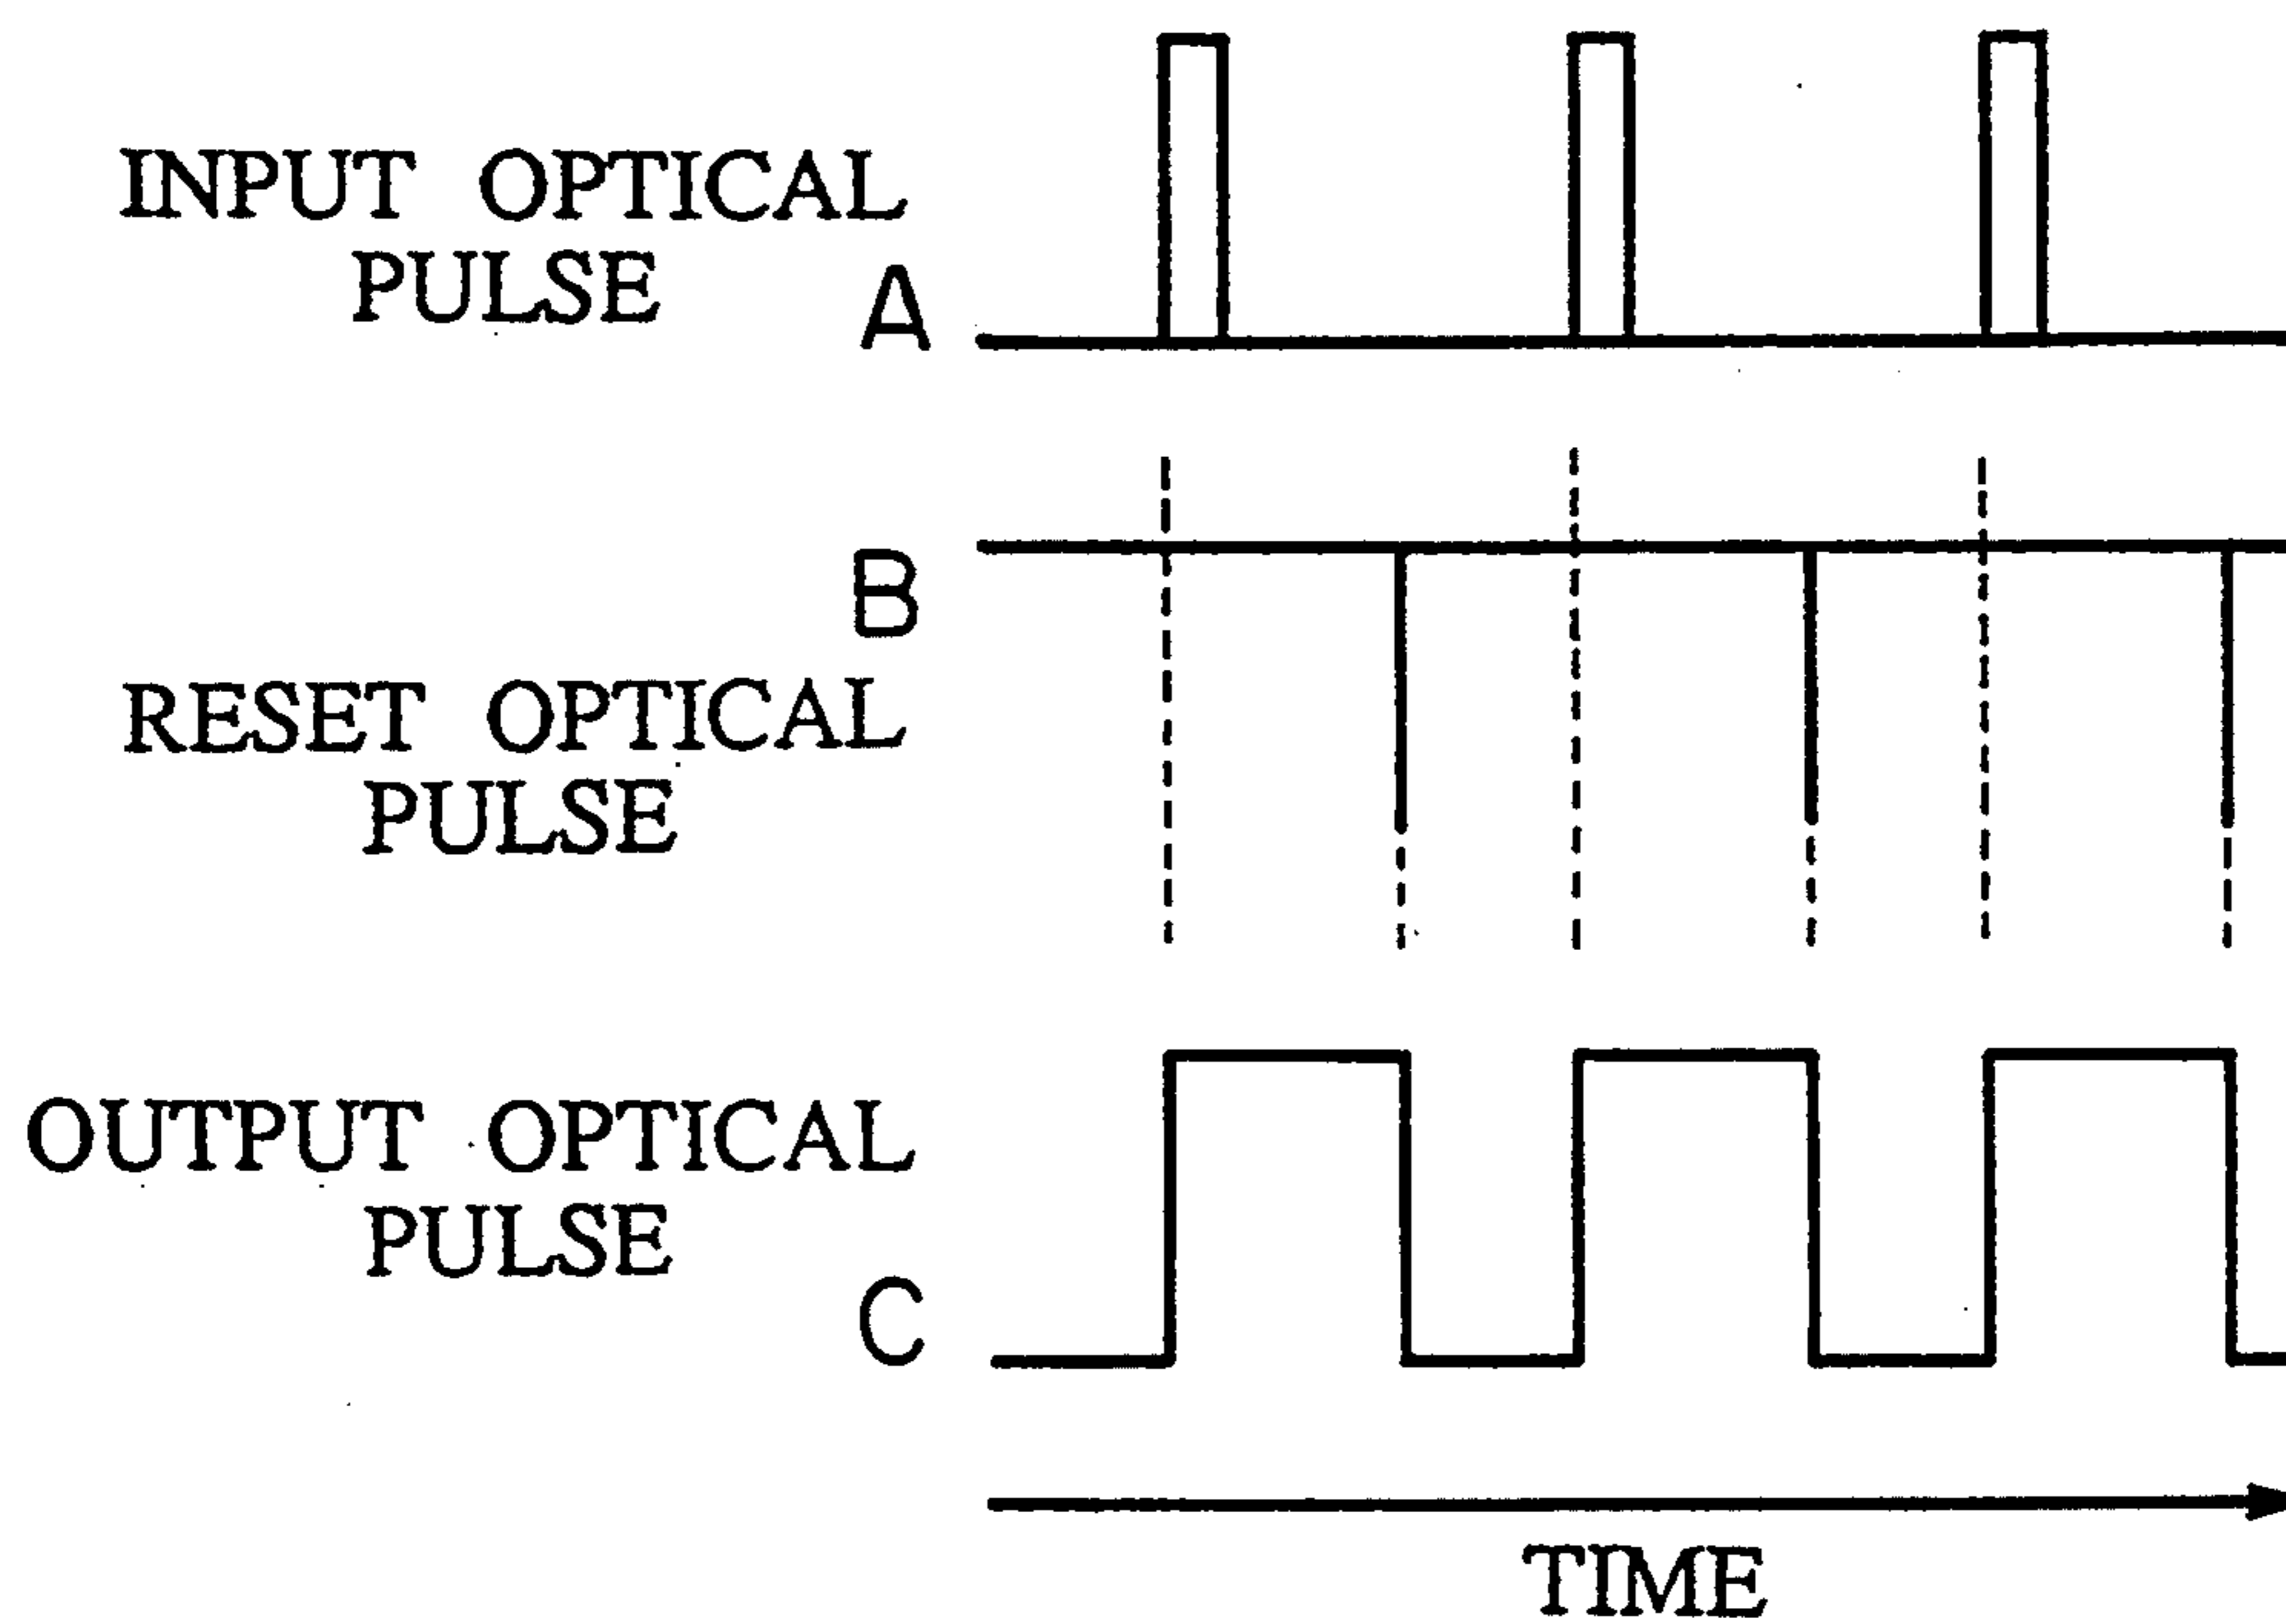 INPUT OPTICAL
PULSE
A
B
RESET OPTICAL
PULSE
OUTPUT OPTICAL
PULSE
C
TIME